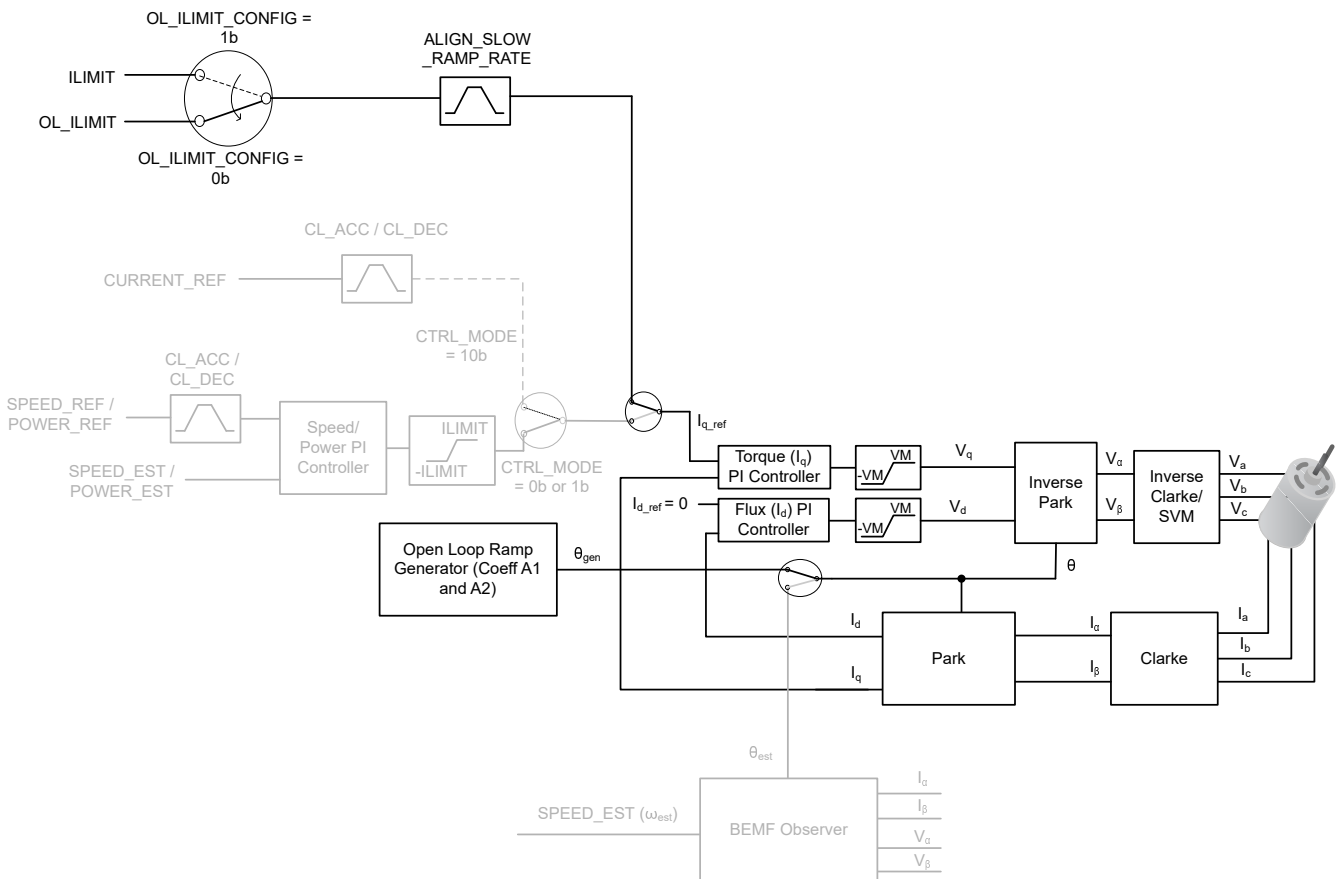 OL_ILIMIT_CONFIG =
1b
ILIMIT
OL_ILIMIT
OL_ILIMIT_CONFIG =
0b
ALIGN_SLOW
_RAMP_RATE
CL_ACC / CL_DEC
CURRENT_REF
CTRL_MODE
= 10b
CL_ACC /
CL_DEC
SPEED_REF /
POWER_REF
SPEED_EST /
POWER_EST
Speed/
Power PI
Controller
ILIMIT
-ILIMIT
CTRL_MODE
= 0b or 1b
Iq_ref
Torque (Iq)
PI Controller
VM
-VM
Vq
Id_ref = 0
Flux (Id) PI
Controller
VM
-VM
Vd
Inverse
Park
Vα
Vβ
Inverse
Clarke/
SVM
Va
Vb
Vc
Open Loop Ramp
Generator (Coeff A1
and A2)
θgen
θ
Id
Iq
Park
Iα
Iβ
Clarke
Ia
Ib
Ic
θest
SPEED_EST (ωest)
BEMF Observer
Iα
Iβ
Vα
Vβ